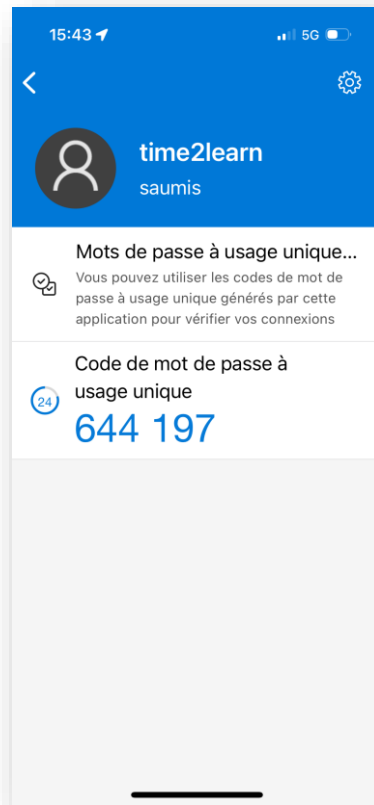 15:43
5G
time2learn
saumis
Mots de passe à usage unique...
Vous pouvez utiliser les codes de mot de
passe à usage unique générés par cette
application pour vérifier vos connexions
Code de mot de passe à
usage unique
24
644 197